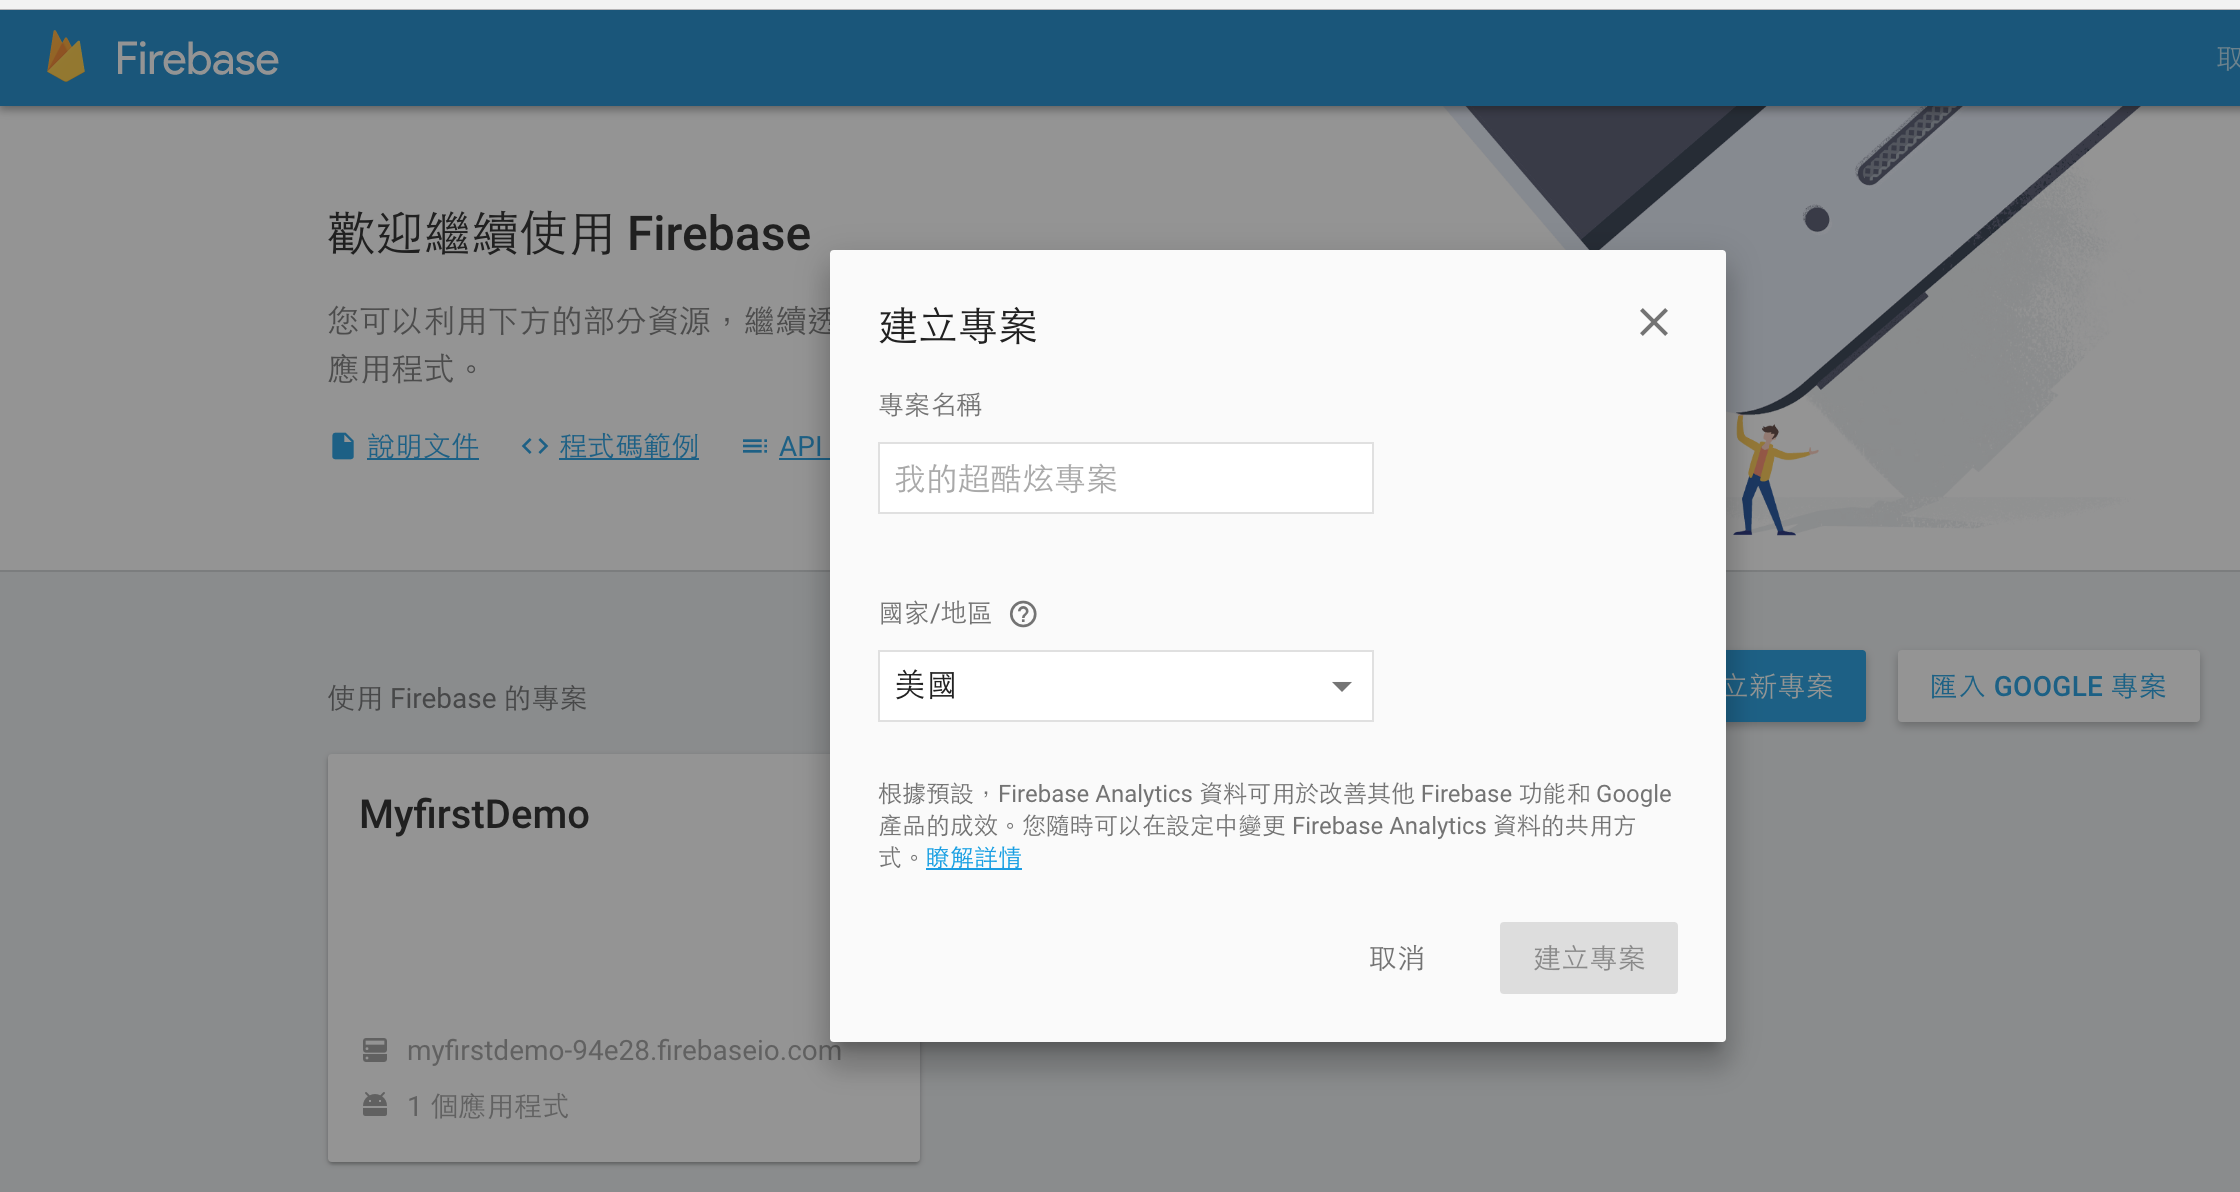 Firebase
取
歡迎繼續使用 Firebase
您可以利用下方的部分資源，繼續透
應用程式。
說明文件
程式碼範例
API
建立專案
專案名稱
我的超酷炫專案
國家/地區
美國
根據預設，Firebase Analytics 資料可用於改善其他 Firebase 功能和 Google
產品的成效。您隨時可以在設定中變更 Firebase Analytics 資料的共用方
式。瞭解詳情
取消
建立專案
使用 Firebase 的專案
立新專案
匯入 GOOGLE 專案
MyfirstDemo
myfirstdemo-94e28.firebaseio.com
1 個應用程式